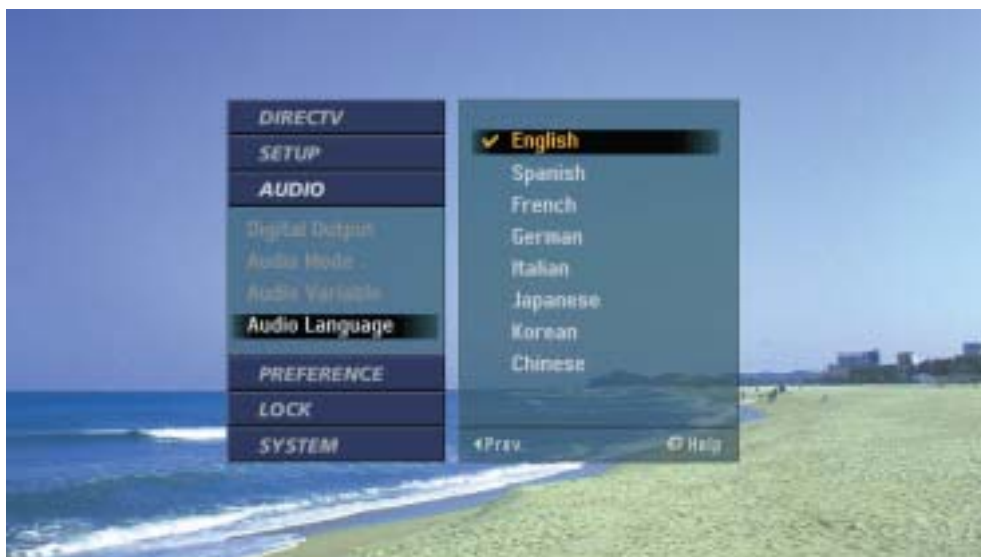 DIRECTV
SETUP
AUDIO
Digital Output
Audio Mode
Audio Variable
Audio Language
PREFERENCE
LOCK
SYSTEM
English
Spanish
French
German
Italian
Japanese
Korean
Chinese
Prev.
Help